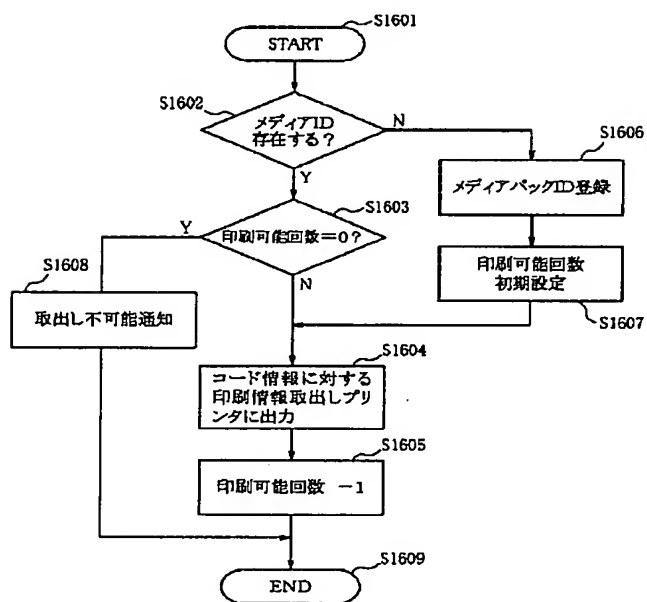 S1601
START
S1602
メディアID
存在する?
N
S1606
メディアパックID登録
Y
S1603
Y
印刷可能回数=0?
S1608
N
印刷可能回数
初期設定
取出し不可能通知
S1607
S1604
コード情報に対する
印刷情報取出しプリ
ンタに出力
S1605
印刷可能回数 -1
S1609
END